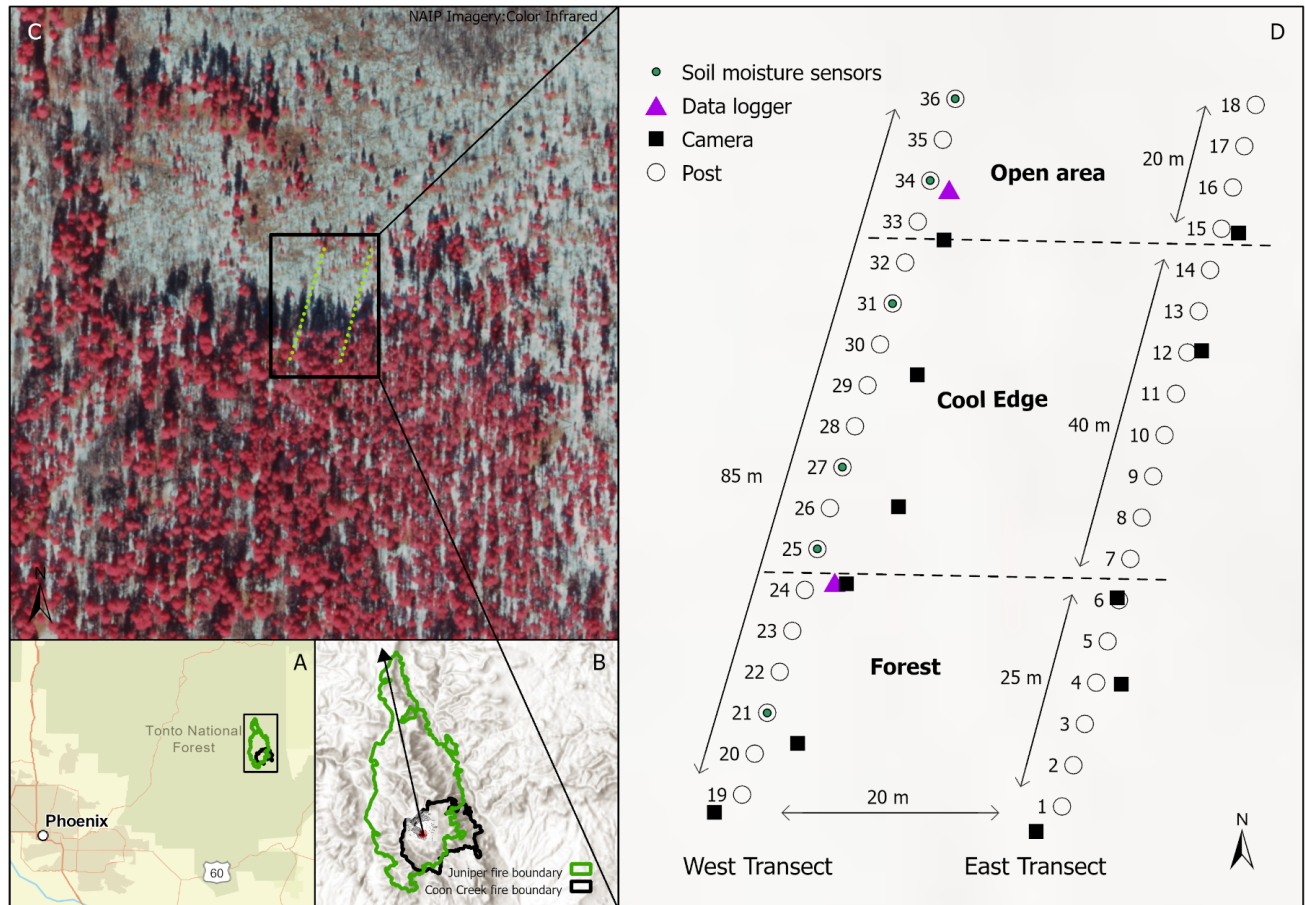 NAIP Imagery:Color Infrared
C
N
A
Tonto National
Forest
Phoenix
60
B
Juniper fire boundary
Coon Creek fire boundary
D
Soil moisture sensors
Data logger
Camera
Post
36
35
34
33
32
31
30
29
28
27
26
25
24
23
22
21
20
19
18
17
16
15
14
13
12
11
10
9
8
7
6
5
4
3
2
1
Open area
Cool Edge
Forest
20 m
40 m
85 m
25 m
20 m
West Transect
East Transect
N